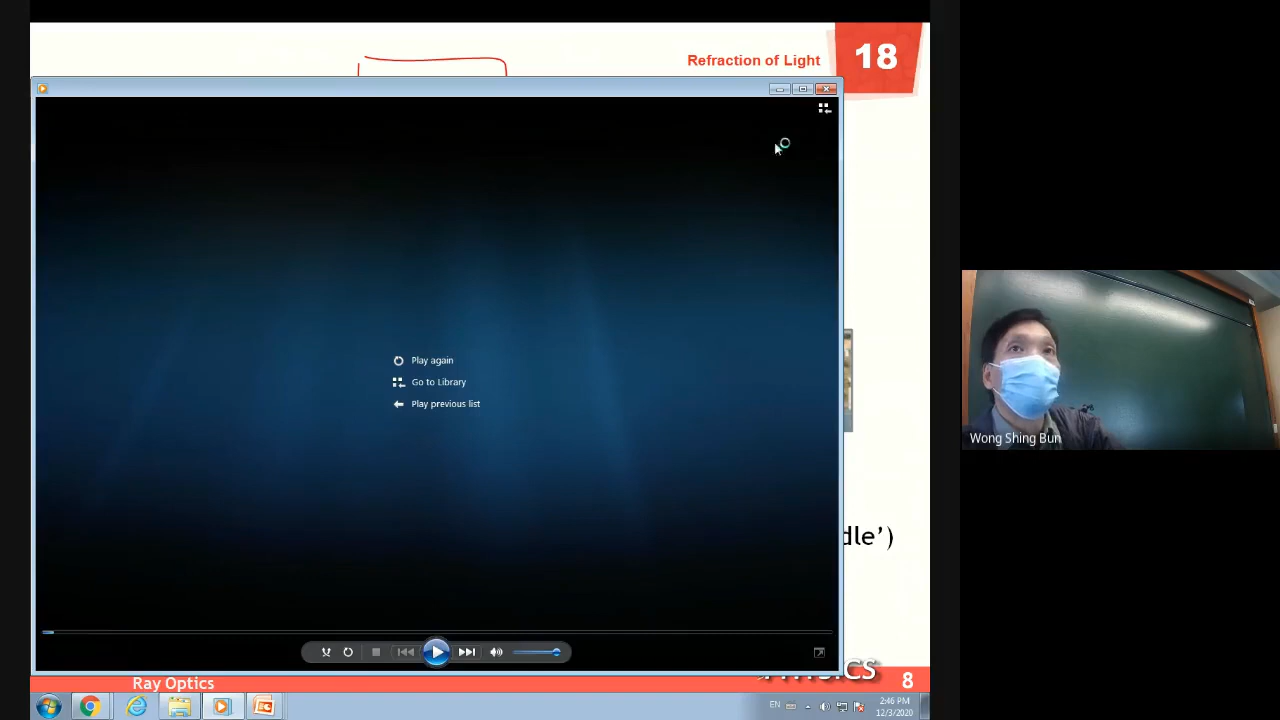 Refraction of Light
18
Play again
Go to Library
Play previous list
Wong Shing Bun
dle’)
PHYSICS
Ray Optics
8
EN
2:46 PM
12/3/2020